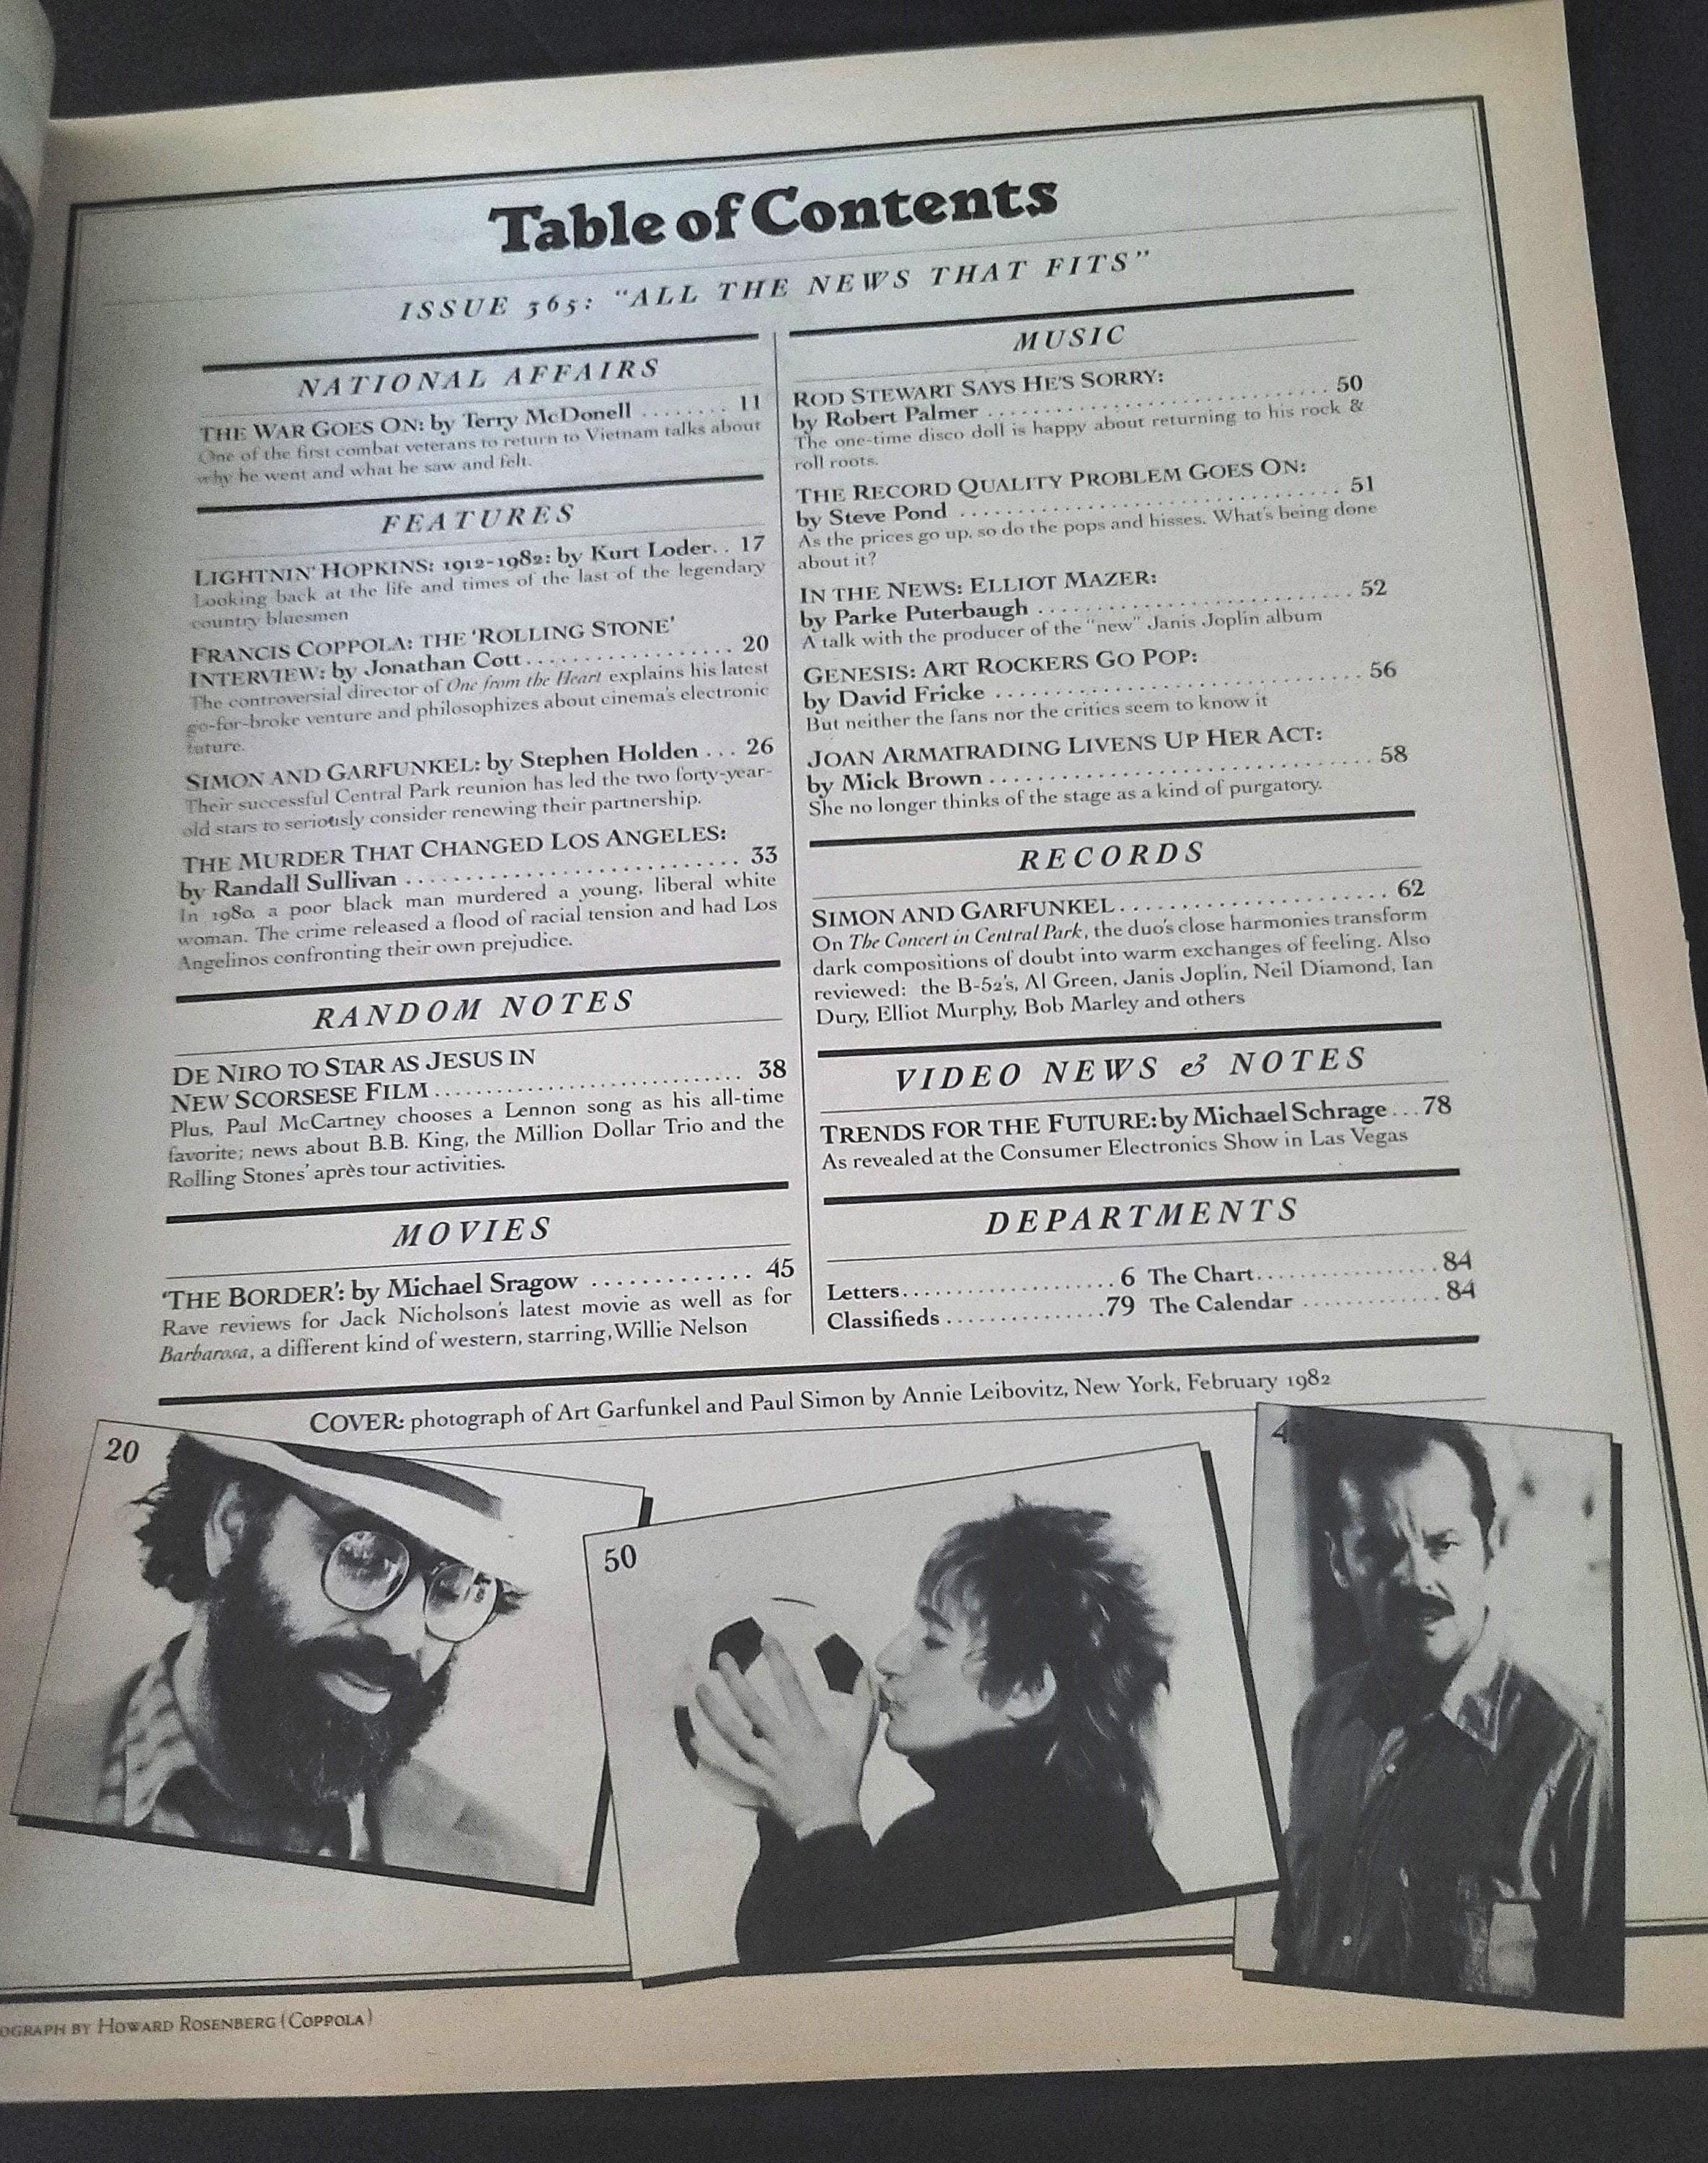 Table of Contents
ISSUE 365: “ALL THE NEWS THAT FITS”
NATIONAL AFFAIRS
THE WAR GOES ON: by Terry McDonell ........ 11
One of the first combat veterans to return to Vietnam talks about
why he went and what he saw and felt.
FEATURES
LIGHTNIN' HOPKINS: 1912-1982: by Kurt Loder.. 17
Looking back at the life and times of the last of the legendary
country bluesmen
FRANCIS COPPOLA: THE ‘ROLLING STONE’
INTERVIEW: by Jonathan Cott.................. 20
The controversial director of One from the Heart explains his latest
go-for-broke venture and philosophizes about cinema's electronic
future.
SIMON AND GARFUNKEL: by Stephen Holden ... 26
Their successful Central Park reunion has led the two forty-year-
old stars to seriously consider renewing their partnership.
THE MURDER THAT CHANGED LOS ANGELES:
by Randall Sullivan ............................. 33
In 1980, a poor black man murdered a young, liberal white
woman. The crime released a flood of racial tension and had Los
Angelinos confronting their own prejudice.
RANDOM NOTES
DE NIRO TO STAR AS JESUS IN
NEW SCORSESE FILM........................... 38
Plus, Paul McCartney chooses a Lennon song as his all-time
favorite; news about B.B. King, the Million Dollar Trio and the
Rolling Stones' après tour activities.
MOVIES
‘THE BORDER’: by Michael Sragow ............. 45
Rave reviews for Jack Nicholson's latest movie as well as for
Barbarosa, a different kind of western, starring Willie Nelson
MUSIC
ROD STEWART SAYS HE'S SORRY:
by Robert Palmer ............................... 50
The one-time disco doll is happy about returning to his rock &
roll roots.
THE RECORD QUALITY PROBLEM GOES ON:
by Steve Pond .................................. 51
As the prices go up, so do the pops and hisses. What's being done
about it?
IN THE NEWS: ELLIOT MAZER:
by Parke Puterbaugh ........................... 52
A talk with the producer of the “new” Janis Joplin album
GENESIS: ART ROCKERS GO POP:
by David Fricke ................................ 56
But neither the fans nor the critics seem to know it
JOAN ARMATRADING LIVENS UP HER ACT:
by Mick Brown ................................. 58
She no longer thinks of the stage as a kind of purgatory.
RECORDS
SIMON AND GARFUNKEL....................... 62
On The Concert in Central Park, the duo's close harmonies transform
dark compositions of doubt into warm exchanges of feeling. Also
reviewed: the B-52's, Al Green, Janis Joplin, Neil Diamond, Ian
Dury, Elliot Murphy, Bob Marley and others
VIDEO NEWS & NOTES
TRENDS FOR THE FUTURE: by Michael Schrage ... 78
As revealed at the Consumer Electronics Show in Las Vegas
DEPARTMENTS
Letters...................... 6 The Chart.................. 84
Classifieds ................ 79 The Calendar ............. 84
COVER: photograph of Art Garfunkel and Paul Simon by Annie Leibovitz, New York, February 1982
20
50
4
OGRAPH BY HOWARD ROSENBERG (COPPOLA)